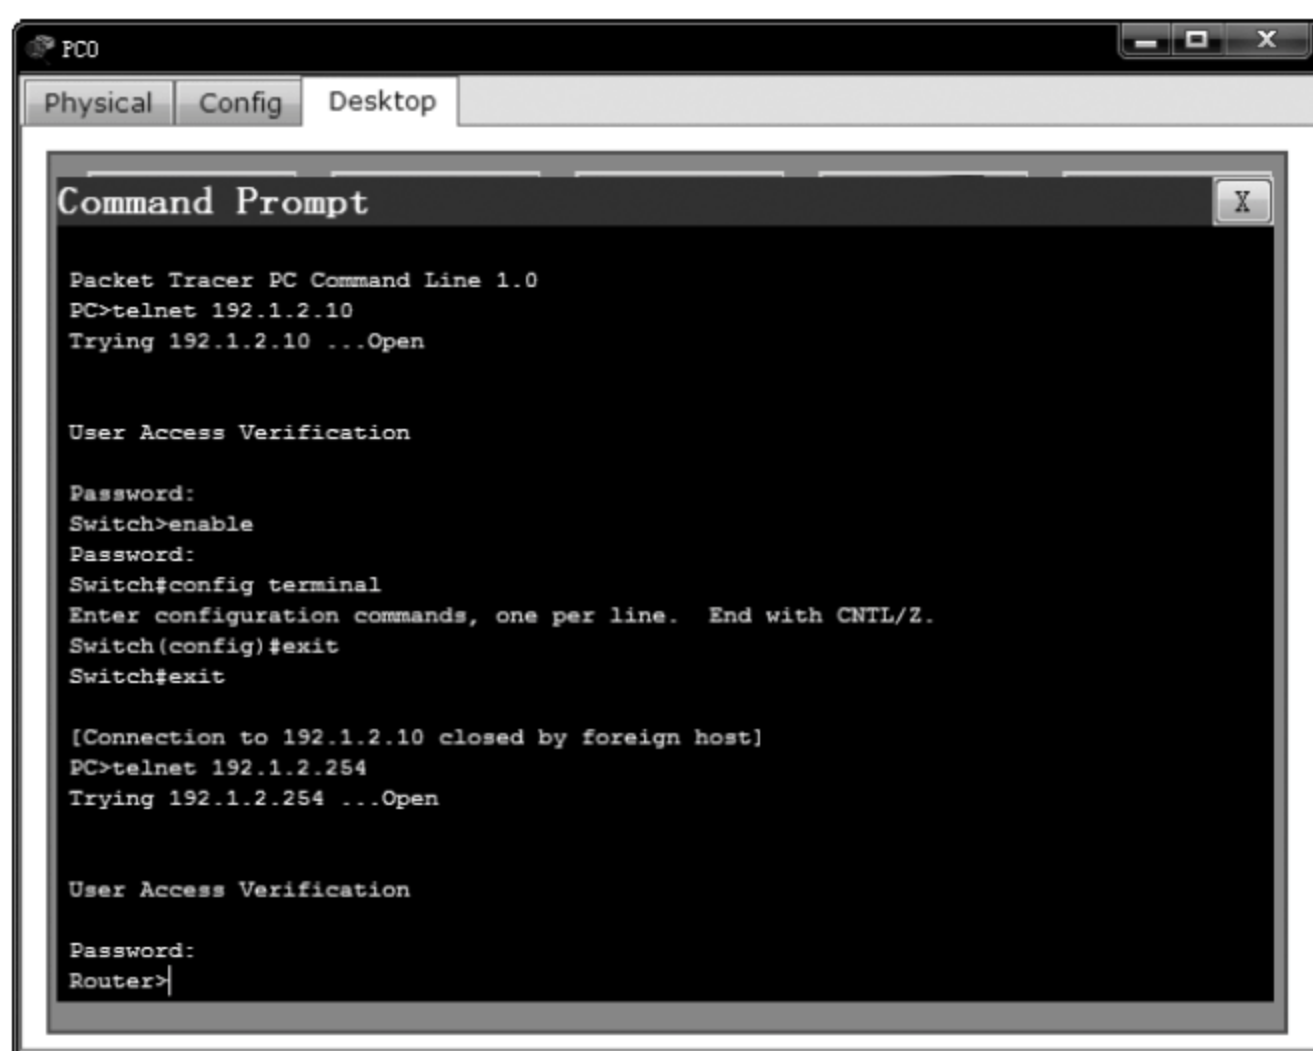 PC0
X
Physical Config Desktop
Command Prompt
X
Packet Tracer PC Command Line 1.0
PC>telnet 192.1.2.10
Trying 192.1.2.10 ...Open
User Access Verification
Password:
Switch>enable
Password:
Switch#config terminal
Enter configuration commands, one per line.  End with CNTL/Z.
Switch(config)#exit
Switch#exit
[Connection to 192.1.2.10 closed by foreign host]
PC>telnet 192.1.2.254
Trying 192.1.2.254 ...Open
User Access Verification
Password:
Router>